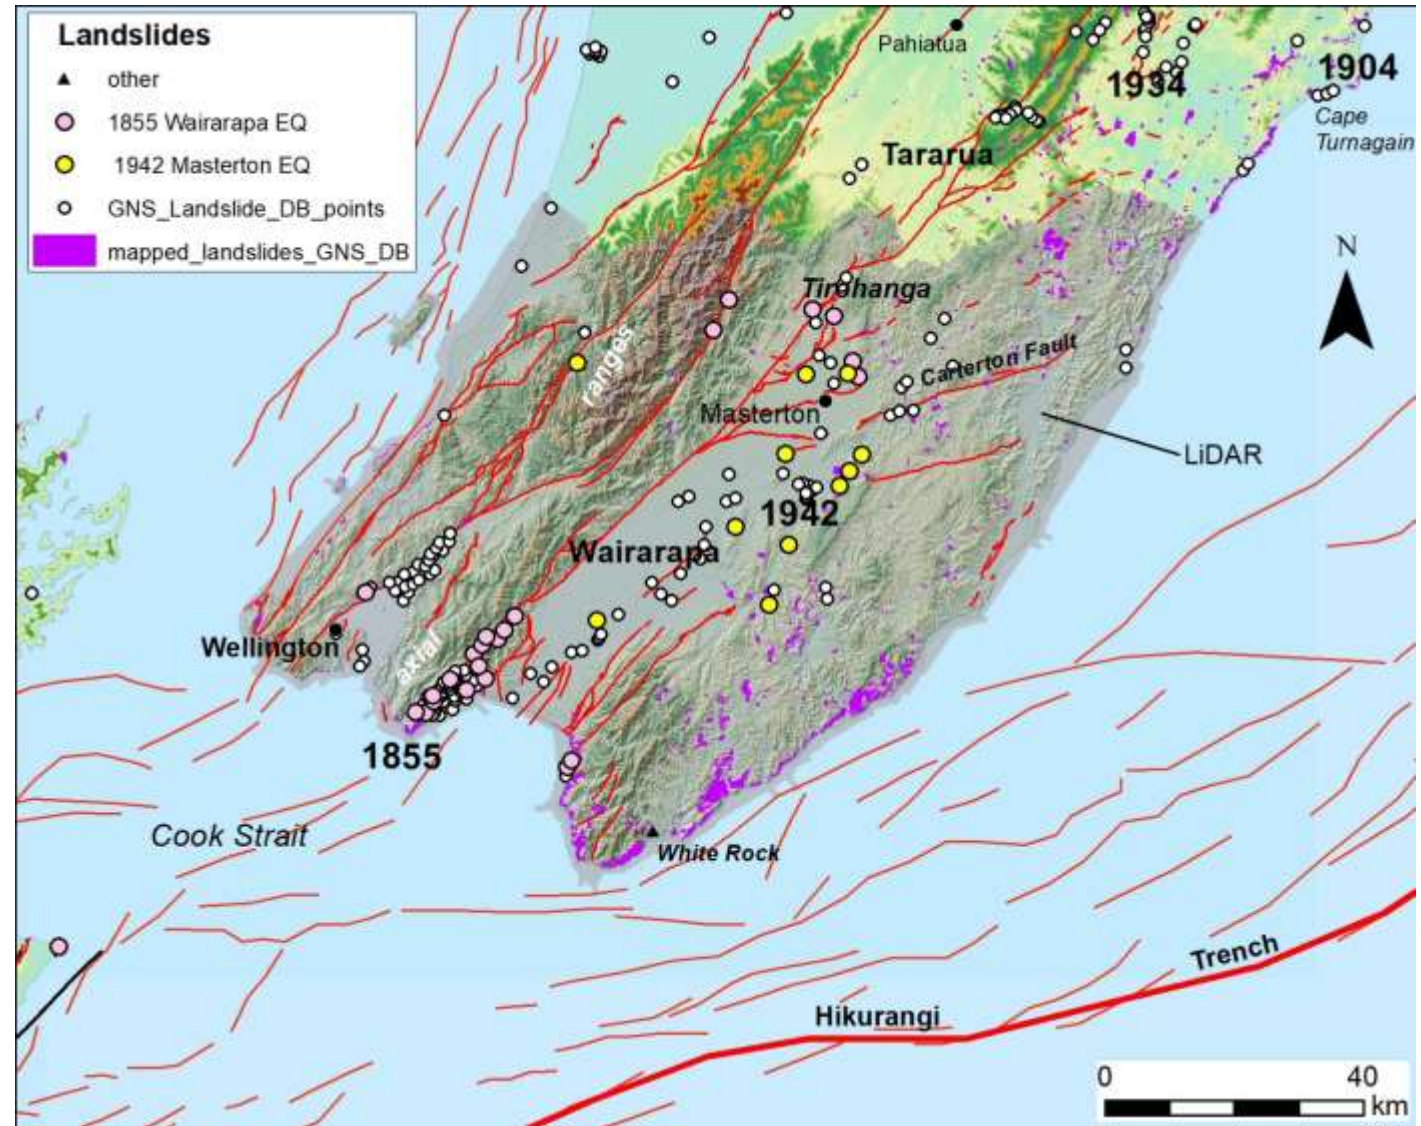 Landslides
other
1855 Wairarapa EQ
1942 Masterton EQ
GNS_Landslide_DB_points
mapped_landslides_GNS_DB
Pahiatua
1934
1904
Cape
Turnagain
Tararua
N
Tirohanga
ranges
Carterton Fault
Masterton
LiDAR
1942
Wairarapa
Wellington
axial
1855
Cook Strait
White Rock
Trench
Hikurangi
0 40
km